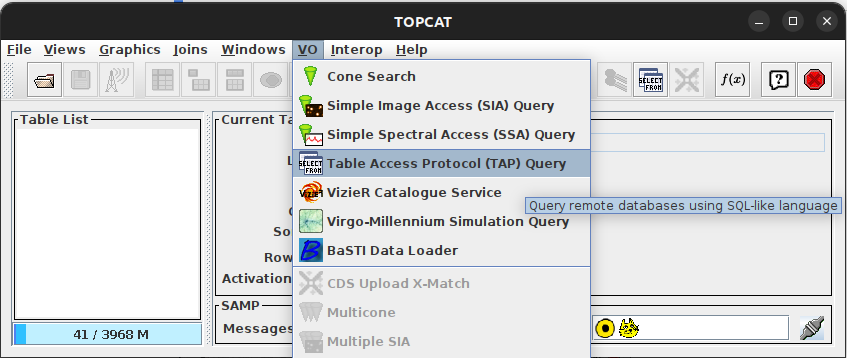 TOPCAT
File Views Graphics Joins Windows VO Interop Help
SELECT FROM
f(x)
Table List
Current Ta
Cone Search
Simple Image Access (SIA) Query
Simple Spectral Access (SSA) Query
SELECT FROM
Table Access Protocol (TAP) Query
VizieR Catalogue Service
Query remote databases using SQL-like language
Virgo-Millennium Simulation Query
So
BaSTI Data Loader
Row
Activation
CDS Upload X-Match
SAMP
Multicone
Messages
41 / 3968 M
Multiple SIA